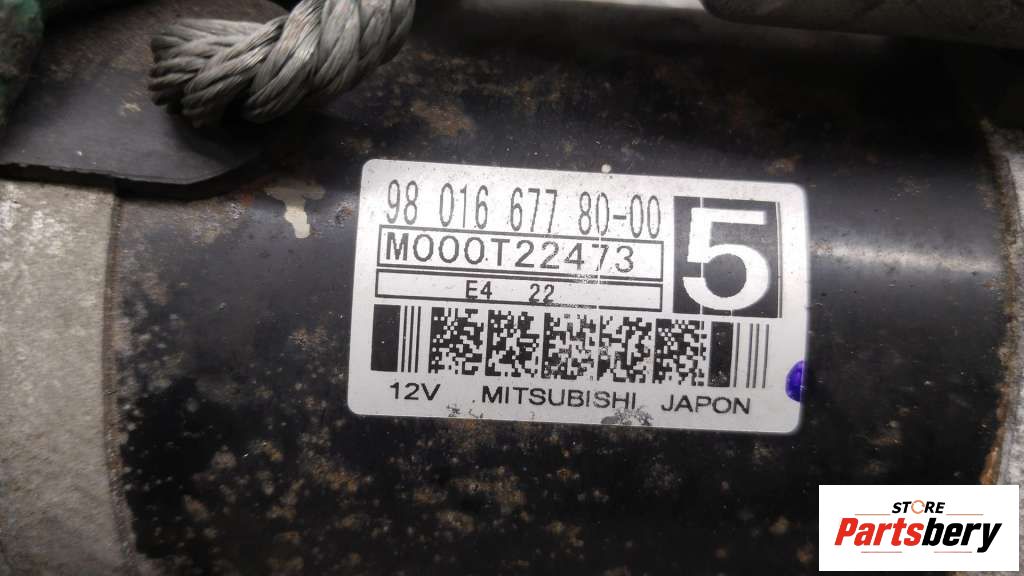 98 016 677 80-00
5
M000T22473
E4 22
12V MITSUBISHI JAPON
STORE
Partsbery